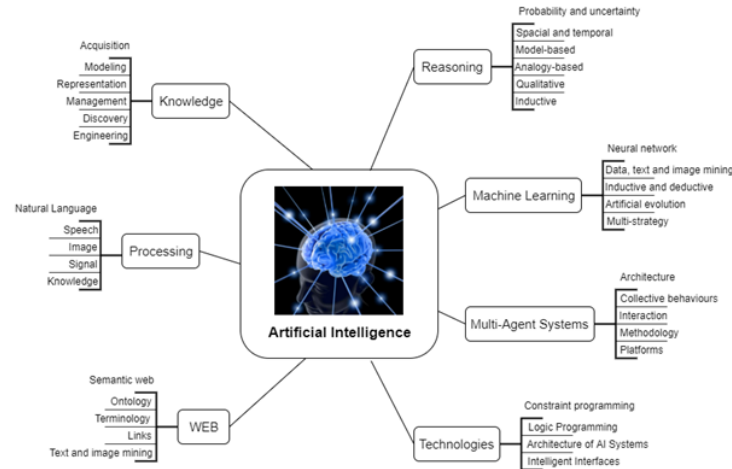 Acquisition
Modeling
Representation
Management
Discovery
Engineering
Knowledge
Natural Language
Speech
Image
Signal
Knowledge
Processing
Semantic web
Ontology
Terminology
Links
Text and image mining
WEB
Artificial Intelligence
Reasoning
Probability and uncertainty
Spacial and temporal
Model-based
Analogy-based
Qualitative
Inductive
Machine Learning
Neural network
Data, text and image mining
Inductive and deductive
Artificial evolution
Multi-strategy
Multi-Agent Systems
Architecture
Collective behaviours
Interaction
Methodology
Platforms
Technologies
Constraint programming
Logic Programming
Architecture of AI Systems
Intelligent Interfaces